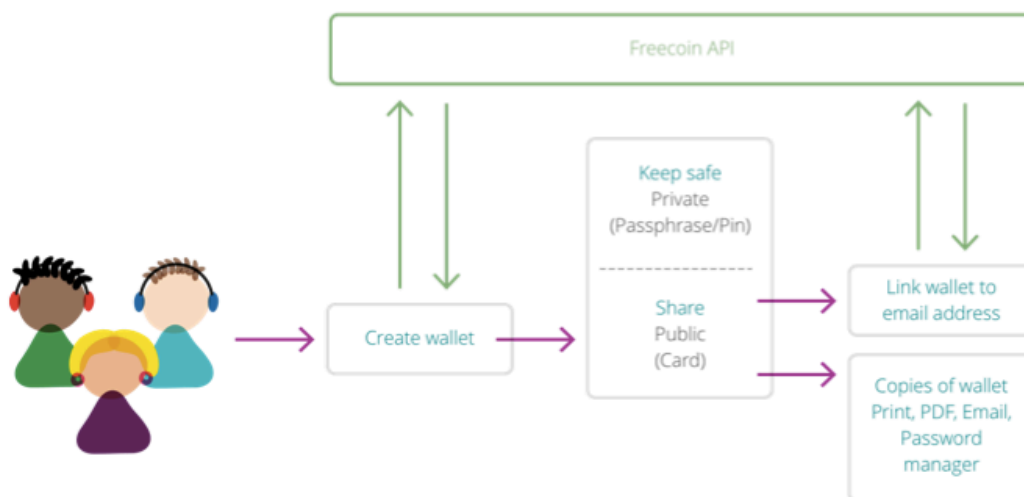 Freecoin API
Keep safe
Private
(Passphrase/Pin)
Create wallet
Share
Public
(Card)
Link wallet to
email address
Copies of wallet
Print, PDF, Email,
Password
manager